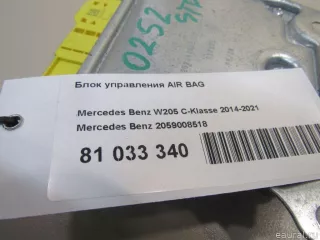 0252
Блок управления AIR BAG
Mercedes Benz W205 C-Klasse 2014-2021
Mercedes Benz 2059008518
81 033 340